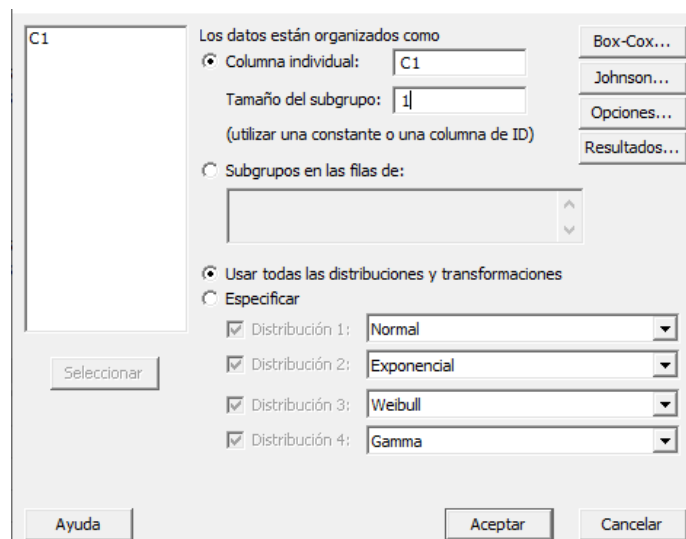 C1
Los datos están organizados como
Columna individual: C1
Tamaño del subgrupo: 1
(utilizar una constante o una columna de ID)
Subgrupos en las filas de:
Box-Cox...
Johnson...
Opciones...
Resultados...
Usar todas las distribuciones y transformaciones
Especificar
Distribución 1: Normal
Distribución 2: Exponencial
Distribución 3: Weibull
Distribución 4: Gamma
Seleccionar
Ayuda
Aceptar
Cancelar